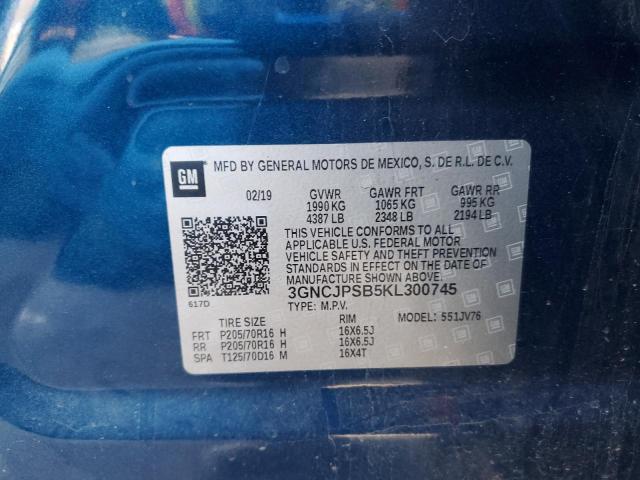 GM MFD BY GENERAL MOTORS DE MEXICO, S. DE R.L. DE C.V.
02/19 GVWR GAWR FRT GAWR RR
1990 KG 1065 KG 995 KG
4387 LB 2348 LB 2194 LB
THIS VEHICLE CONFORMS TO ALL
APPLICABLE U.S. FEDERAL MOTOR
VEHICLE SAFETY AND THEFT PREVENTION
STANDARDS IN EFFECT ON THE DATE OF
MANUFACTURE SHOWN ABOVE.
617D 3GNCJPSB5KL300745
TYPE: M.P.V. MODEL: 551JV76
TIRE SIZE RIM
FRT P205/70R16 H 16X6.5J
RR P205/70R16 H 16X6.5J
SPA T125/70D16 M 16X4T